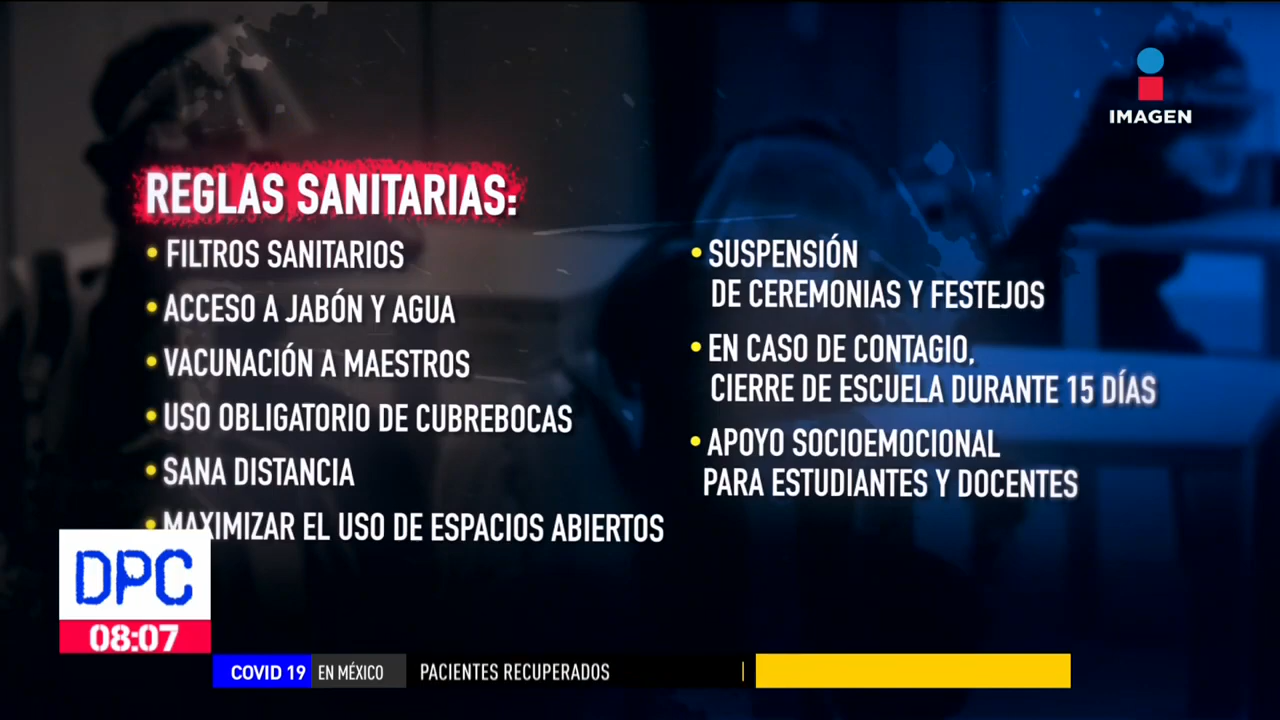 IMAGEN
REGLAS SANITARIAS:
• FILTROS SANITARIOS
• ACCESO A JABÓN Y AGUA
• VACUNACIÓN A MAESTROS
• USO OBLIGATORIO DE CUBREBOCAS
• SANA DISTANCIA
• MAXIMIZAR EL USO DE ESPACIOS ABIERTOS
• SUSPENSIÓN
DE CEREMONIAS Y FESTEJOS
• EN CASO DE CONTAGIO,
CIERRE DE ESCUELA DURANTE 15 DÍAS
• APOYO SOCIOEMOCIONAL
PARA ESTUDIANTES Y DOCENTES
DPC
08:07
COVID 19 EN MÉXICO PACIENTES RECUPERADOS